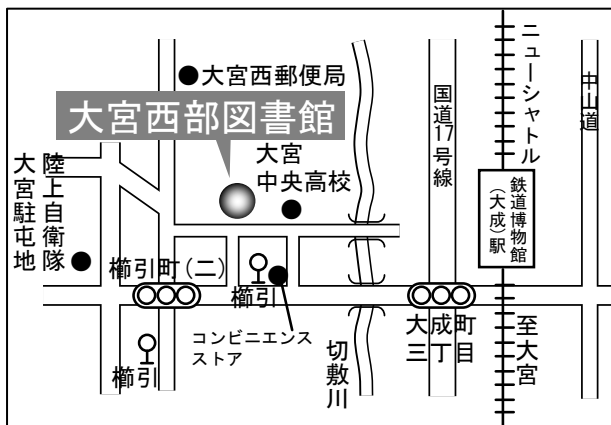 大宮西郵便局
大宮西部図書館
大宮
中央高校
国道17号線
ニューシャトル
中山道
鉄道博物館
(大成)駅
陸上自衛隊
大宮駐屯地
櫛引町(二)
櫛引
コンビニエンス
ストア
櫛引
切敷川
大成町
三丁目
至大宮